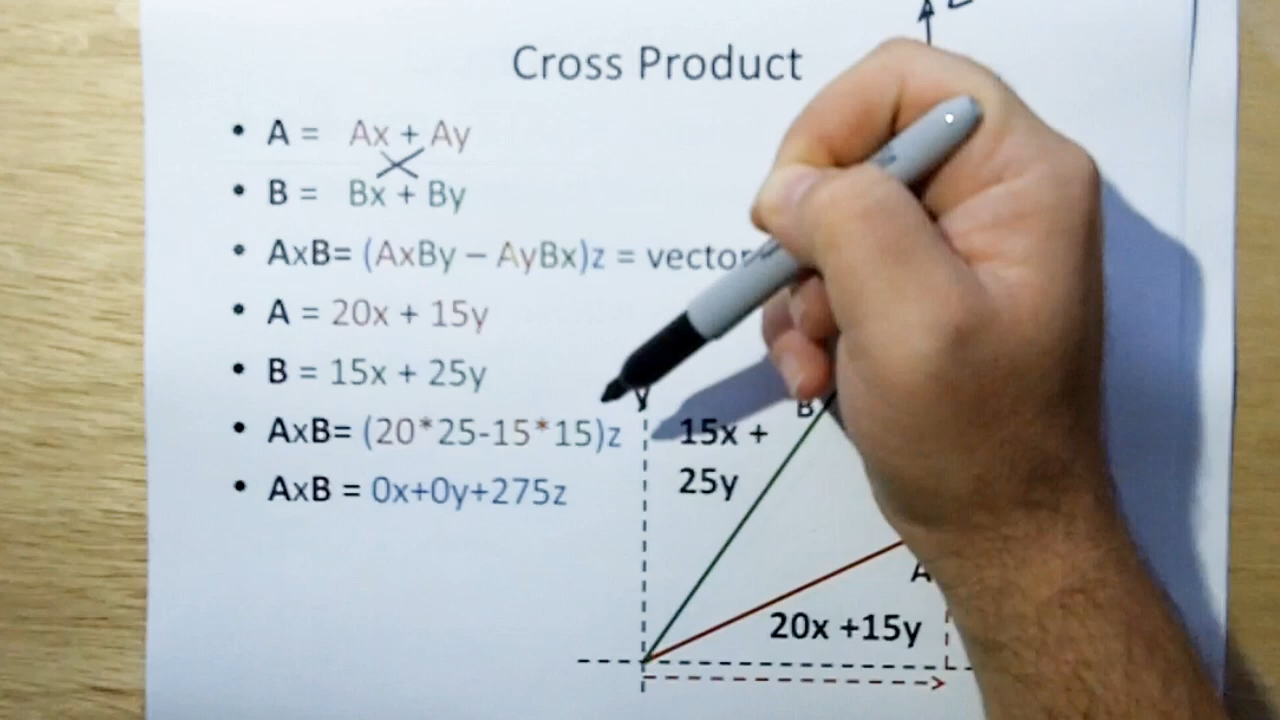 Cross Product
• A = Ax + Ay
• B = Bx + By
• AxB= (AxBy – AyBx)z = vector
• A = 20x + 15y
• B = 15x + 25y
• AxB= (20*25-15*15)z
• AxB = 0x+0y+275z
Y
B
15x +
25y
A
20x +15y